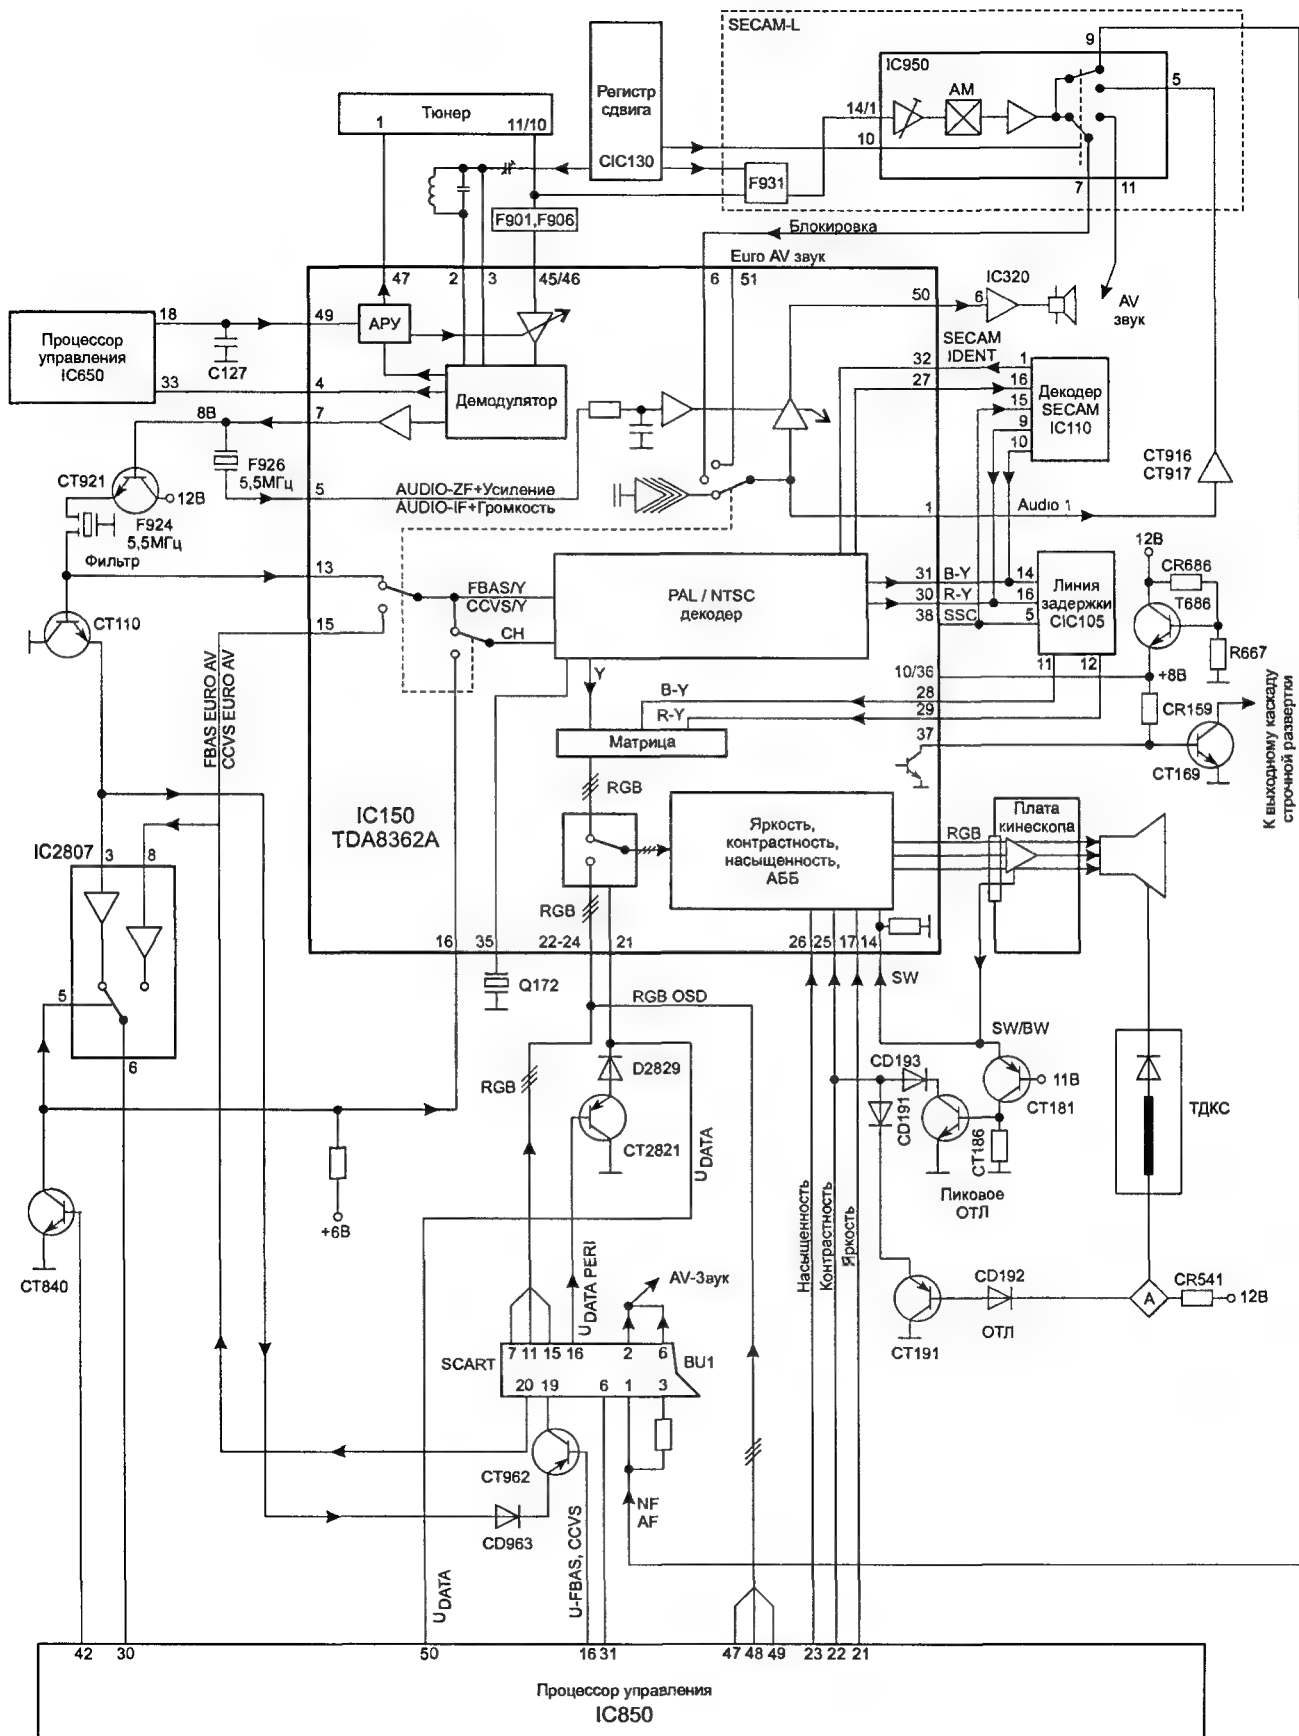 SECAM-L
9
IC950
5
AM
14/1
10
7
11
Регистр
сдвига
CIC130
Тюнер
1
11/10
F931
F901,F906
Блокировка
Euro AV звук
47
2
3
45/46
6
51
IC320
50
6
AV
звук
18
49
АРУ
Процессор
управления
IC650
C127
33
4
Демодулятор
SECAM
IDENT
32
27
1
16
15
9
10
Декодер
SECAM
IC110
8В
7
F926
5,5МГц
CT921
12В
5
AUDIO-ZF+Усиление
AUDIO-IF+Громкость
CT916
CT917
1
Audio 1
F924
5,5МГц
Фильтр
13
12В
CR686
T686
R667
FBAS/Y
CCVS/Y
PAL / NTSC
декодер
31
B-Y
14
30
R-Y
16
38
SSC
5
Линия
задержки
CIC105
11
12
CT110
15
CH
10/36
+8В
Y
B-Y
28
R-Y
29
CR159
FBAS EURO AV
CCVS EURO AV
Матрица
37
CT169
К выходному каскаду
строчной развертки
RGB
IC150
TDA8362A
Яркость,
контрастность,
насыщенность,
АББ
Плата
кинескопа
RGB
IC2807
3
8
RGB
16
35
22-24
21
26
25
17
14
Q172
SW
5
6
RGB OSD
SW/BW
RGB
D2829
CD193
11В
CT181
CD191
CT186
ТДКС
CT2821
U DATA
Пиковое
ОТЛ
+6В
CT840
Насыщенность
Контрастность
Яркость
U DATA PERI
AV-Звук
CD192
CR541
A
12В
ОТЛ
CT191
SCART
7
11
15
16
2
6
BU1
20
19
6
1
3
CT962
NF
AF
CD963
U DATA
U-FBAS, CCVS
42
30
50
16
31
47
48
49
23
22
21
Процессор управления
IC850